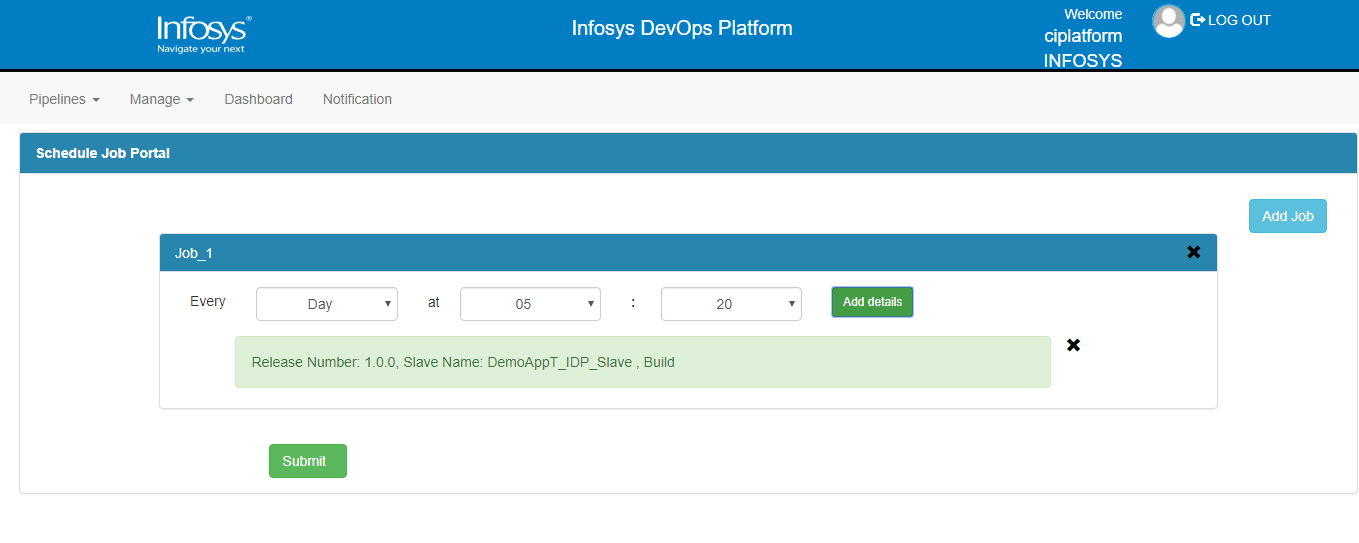 Infosys®
Navigate your next
Infosys DevOps Platform
Welcome
ciplatform
INFOSYS
LOG OUT
Pipelines
Manage
Dashboard
Notification
Schedule Job Portal
Add Job
Job_1
Every
Day
at
05
:
20
Add details
Release Number: 1.0.0, Slave Name: DemoAppT_IDP_Slave , Build
Submit